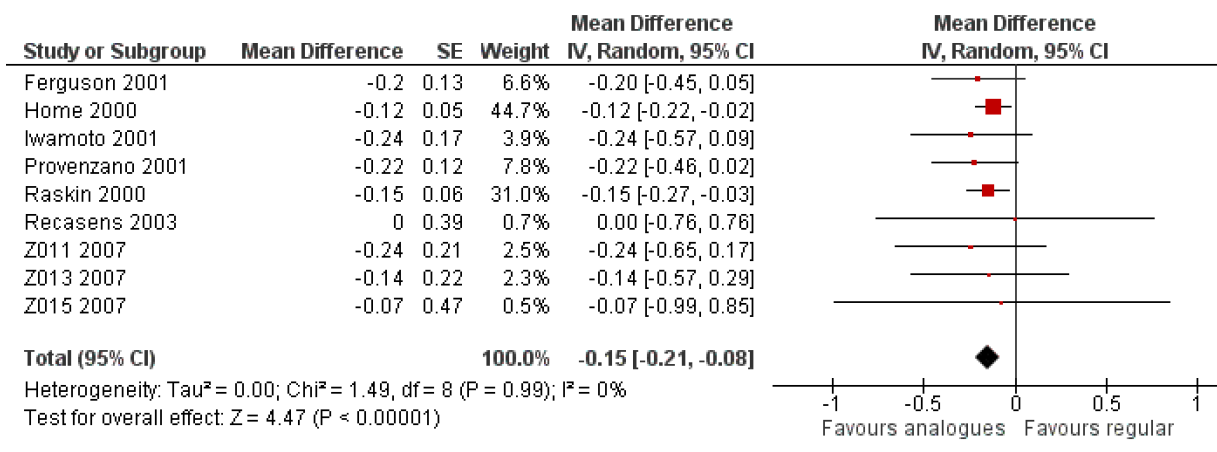 Mean Difference Mean Difference
Study or Subgroup Mean Difference SE Weight IV, Random, 95% CI IV, Random, 95% CI
Ferguson 2001 -0.2 0.13 6.6% -0.20 [-0.45, 0.05]
Home 2000 -0.12 0.05 44.7% -0.12 [-0.22, -0.02]
Iwamoto 2001 -0.24 0.17 3.9% -0.24 [-0.57, 0.09]
Provenzano 2001 -0.22 0.12 7.8% -0.22 [-0.46, 0.02]
Raskin 2000 -0.15 0.06 31.0% -0.15 [-0.27, -0.03]
Recasens 2003 0 0.39 0.7% 0.00 [-0.76, 0.76]
Z011 2007 -0.24 0.21 2.5% -0.24 [-0.65, 0.17]
Z013 2007 -0.14 0.22 2.3% -0.14 [-0.57, 0.29]
Z015 2007 -0.07 0.47 0.5% -0.07 [-0.99, 0.85]
Total (95% CI) 100.0% -0.15 [-0.21, -0.08]
Heterogeneity: Tau² = 0.00; Chi² = 1.49, df = 8 (P = 0.99); I² = 0%
Test for overall effect: Z = 4.47 (P < 0.00001)
-1 -0.5 0 0.5 1
Favours analogues Favours regular